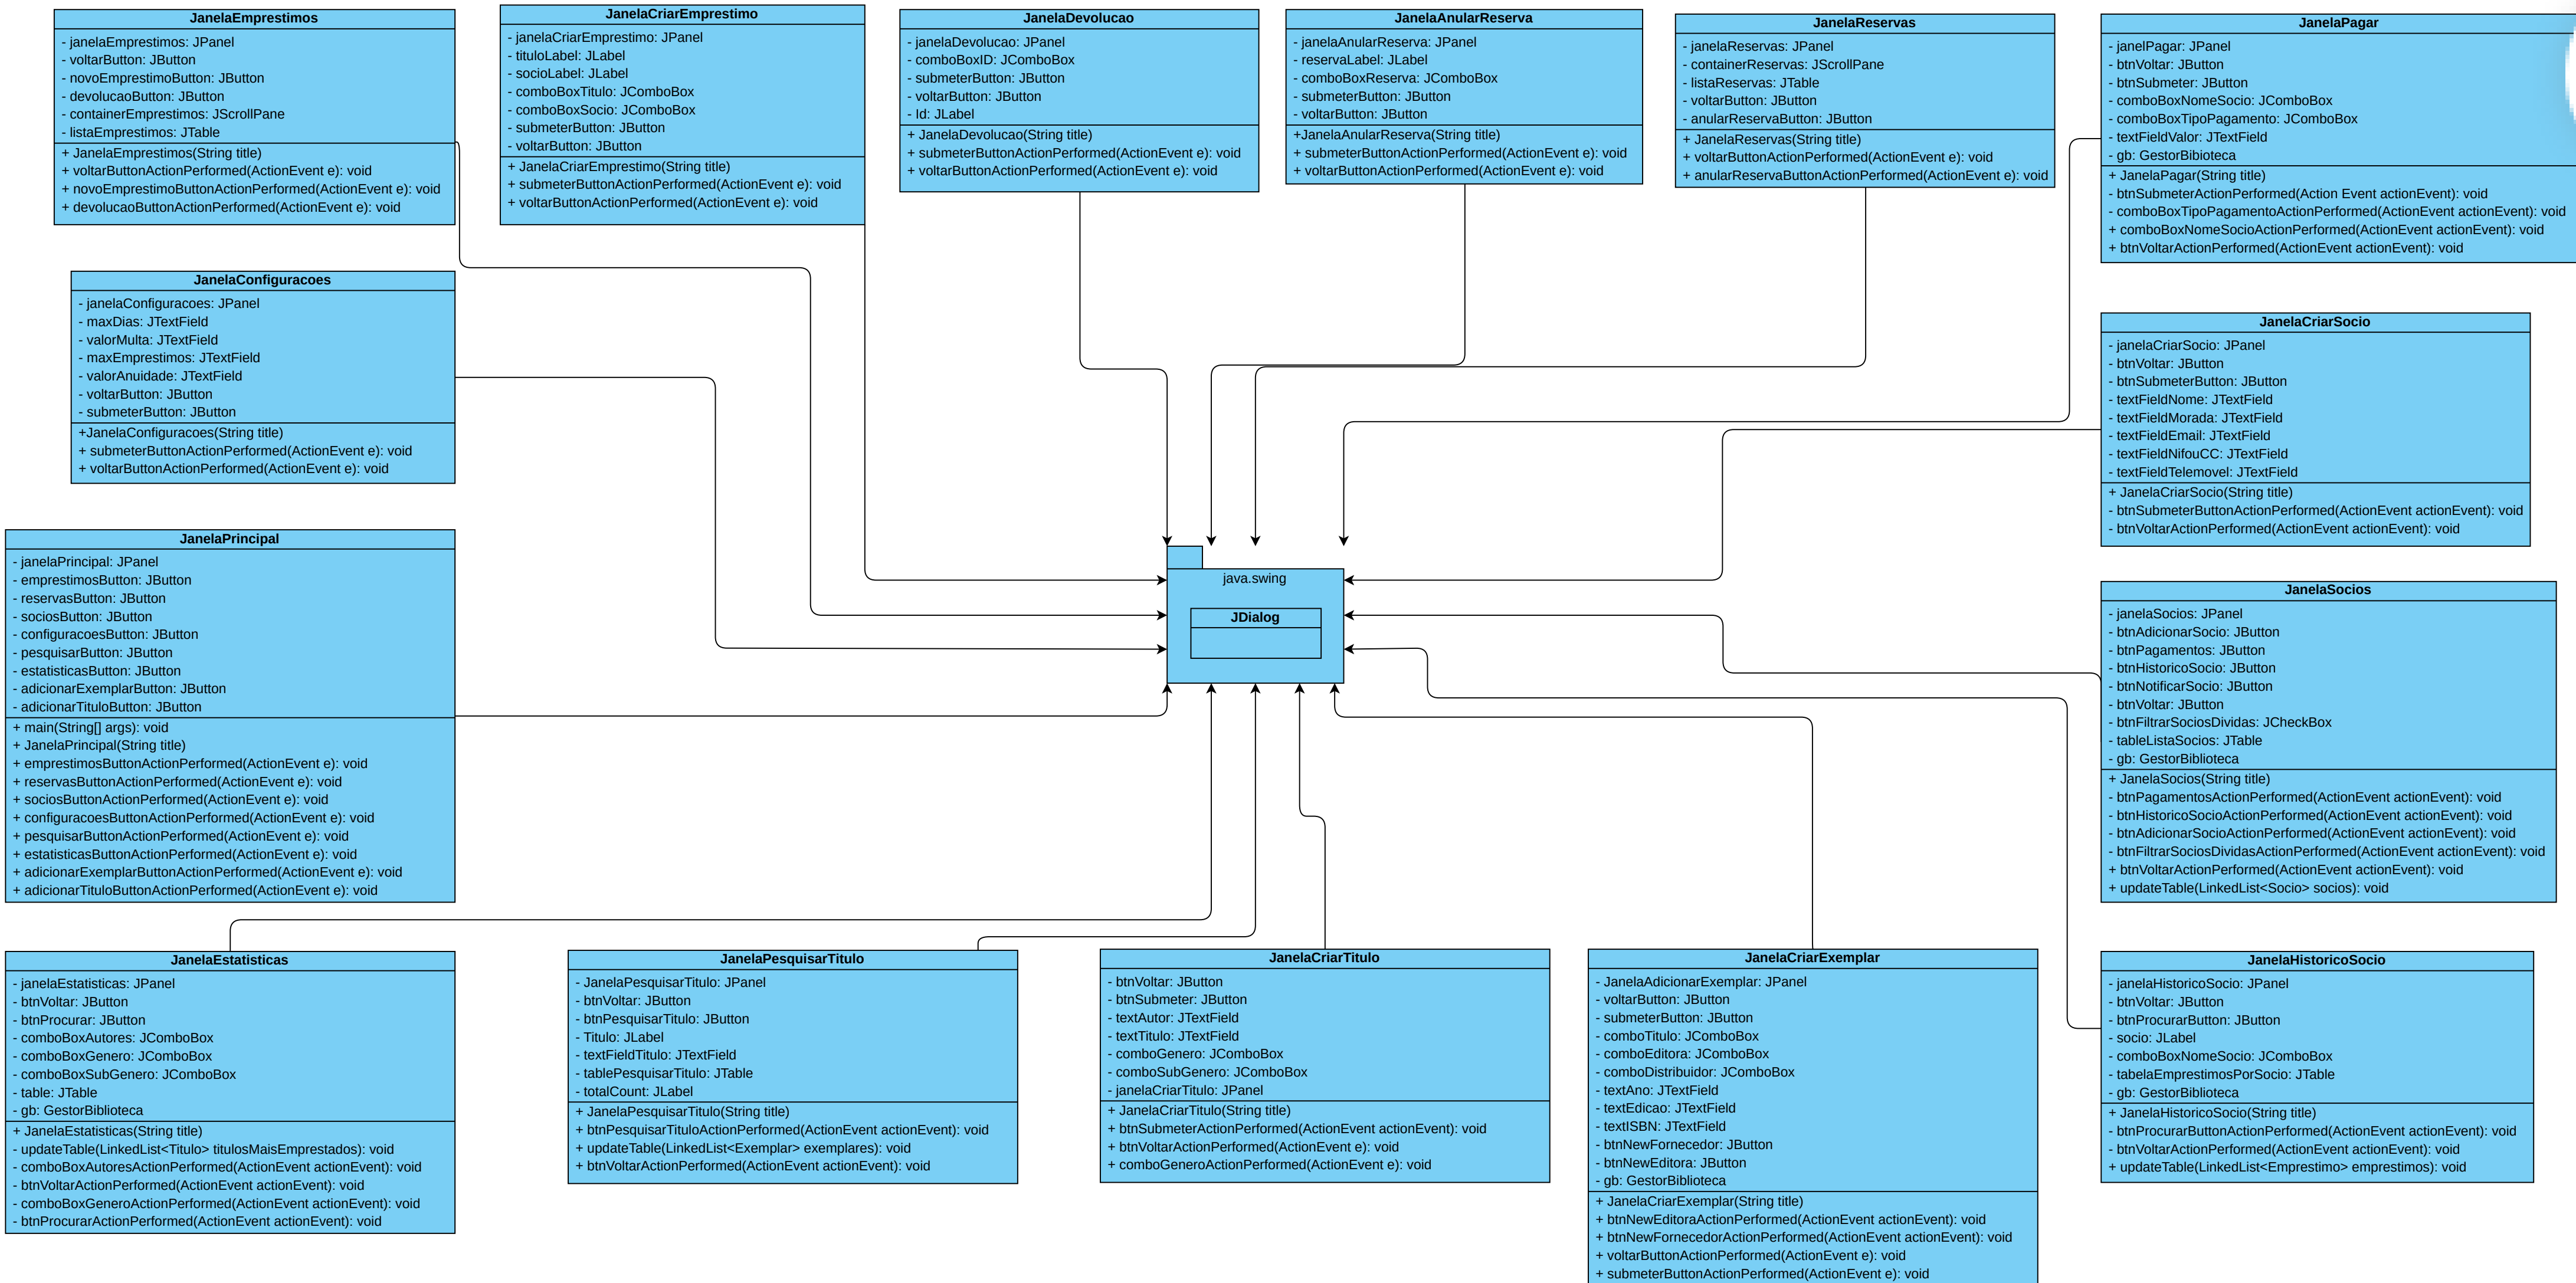 JanelaEmprestimos
- janelaEmprestimos: JPanel
- voltarButton: JButton
- novoEmprestimoButton: JButton
- devolucaoButton: JButton
- containerEmprestimos: JScrollPane
- listaEmprestimos: JTable
+ JanelaEmprestimos(String title)
+ voltarButtonActionPerformed(ActionEvent e): void
+ novoEmprestimoButtonActionPerformed(ActionEvent e): void
+ devolucaoButtonActionPerformed(ActionEvent e): void
JanelaCriarEmprestimo
- janelaCriarEmprestimo: JPanel
- tituloLabel: JLabel
- socioLabel: JLabel
- comboBoxTitulo: JComboBox
- comboBoxSocio: JComboBox
- submeterButton: JButton
- voltarButton: JButton
+ JanelaCriarEmprestimo(String title)
+ submeterButtonActionPerformed(ActionEvent e): void
+ voltarButtonActionPerformed(ActionEvent e): void
JanelaDevolucao
- janelaDevolucao: JPanel
- comboBoxID: JComboBox
- submeterButton: JButton
- voltarButton: JButton
- Id: JLabel
+ JanelaDevolucao(String title)
+ submeterButtonActionPerformed(ActionEvent e): void
+ voltarButtonActionPerformed(ActionEvent e): void
JanelaAnularReserva
- janelaAnularReserva: JPanel
- reservaLabel: JLabel
- comboBoxReserva: JComboBox
- submeterButton: JButton
- voltarButton: JButton
+JanelaAnularReserva(String title)
+ submeterButtonActionPerformed(ActionEvent e): void
+ voltarButtonActionPerformed(ActionEvent e): void
JanelaReservas
- janelaReservas: JPanel
- containerReservas: JScrollPane
- listaReservas: JTable
- voltarButton: JButton
- anularReservaButton: JButton
+ JanelaReservas(String title)
+ voltarButtonActionPerformed(ActionEvent e): void
+ anularReservaButtonActionPerformed(ActionEvent e): void
JanelaPagar
- janelPagar: JPanel
- btnVoltar: JButton
- btnSubmeter: JButton
- comboBoxNomeSocio: JComboBox
- comboBoxTipoPagamento: JComboBox
- textFieldValor: JTextField
- gb: GestorBibioteca
+ JanelaPagar(String title)
- btnSubmeterActionPerformed(Action Event actionEvent): void
- comboBoxTipoPagamentoActionPerformed(ActionEvent actionEvent): void
+ comboBoxNomeSocioActionPerformed(ActionEvent actionEvent): void
+ btnVoltarActionPerformed(ActionEvent actionEvent): void
JanelaConfiguracoes
- janelaConfiguracoes: JPanel
- maxDias: JTextField
- valorMulta: JTextField
- maxEmprestimos: JTextField
- valorAnuidade: JTextField
- voltarButton: JButton
- submeterButton: JButton
+JanelaConfiguracoes(String title)
+ submeterButtonActionPerformed(ActionEvent e): void
+ voltarButtonActionPerformed(ActionEvent e): void
JanelaCriarSocio
- janelaCriarSocio: JPanel
- btnVoltar: JButton
- btnSubmeterButton: JButton
- textFieldNome: JTextField
- textFieldMorada: JTextField
- textFieldEmail: JTextField
- textFieldNifouCC: JTextField
- textFieldTelemovel: JTextField
+ JanelaCriarSocio(String title)
- btnSubmeterButtonActionPerformed(ActionEvent actionEvent): void
- btnVoltarActionPerformed(ActionEvent actionEvent): void
JanelaPrincipal
- janelaPrincipal: JPanel
- emprestimosButton: JButton
- reservasButton: JButton
- sociosButton: JButton
- configuracoesButton: JButton
- pesquisarButton: JButton
- estatisticasButton: JButton
- adicionarExemplarButton: JButton
- adicionarTituloButton: JButton
+ main(String[] args): void
+ JanelaPrincipal(String title)
+ emprestimosButtonActionPerformed(ActionEvent e): void
+ reservasButtonActionPerformed(ActionEvent e): void
+ sociosButtonActionPerformed(ActionEvent e): void
+ configuracoesButtonActionPerformed(ActionEvent e): void
+ pesquisarButtonActionPerformed(ActionEvent e): void
+ estatisticasButtonActionPerformed(ActionEvent e): void
+ adicionarExemplarButtonActionPerformed(ActionEvent e): void
+ adicionarTituloButtonActionPerformed(ActionEvent e): void
java.swing
JDialog
JanelaSocios
- janelaSocios: JPanel
- btnAdicionarSocio: JButton
- btnPagamentos: JButton
- btnHistoricoSocio: JButton
- btnNotificarSocio: JButton
- btnVoltar: JButton
- btnFiltrarSociosDividas: JCheckBox
- tableListaSocios: JTable
- gb: GestorBiblioteca
+ JanelaSocios(String title)
- btnPagamentosActionPerformed(ActionEvent actionEvent): void
- btnHistoricoSocioActionPerformed(ActionEvent actionEvent): void
- btnAdicionarSocioActionPerformed(ActionEvent actionEvent): void
- btnFiltrarSociosDividasActionPerformed(ActionEvent actionEvent): void
+ btnVoltarActionPerformed(ActionEvent actionEvent): void
+ updateTable(LinkedList<Socio> socios): void
JanelaEstatisticas
- janelaEstatisticas: JPanel
- btnVoltar: JButton
- btnProcurar: JButton
- comboBoxAutores: JComboBox
- comboBoxGenero: JComboBox
- comboBoxSubGenero: JComboBox
- table: JTable
- gb: GestorBiblioteca
+ JanelaEstatisticas(String title)
- updateTable(LinkedList<Titulo> titulosMaisEmprestados): void
- comboBoxAutoresActionPerformed(ActionEvent actionEvent): void
- btnVoltarActionPerformed(ActionEvent actionEvent): void
- comboBoxGeneroActionPerformed(ActionEvent actionEvent): void
- btnProcurarActionPerformed(ActionEvent actionEvent): void
JanelaPesquisarTitulo
- JanelaPesquisarTitulo: JPanel
- btnVoltar: JButton
- btnPesquisarTitulo: JButton
- Titulo: JLabel
- textFieldTitulo: JTextField
- tablePesquisarTitulo: JTable
- totalCount: JLabel
+ JanelaPesquisarTitulo(String title)
+ btnPesquisarTituloActionPerformed(ActionEvent actionEvent): void
+ updateTable(LinkedList<Exemplar> exemplares): void
+ btnVoltarActionPerformed(ActionEvent actionEvent): void
JanelaCriarTitulo
- btnVoltar: JButton
- btnSubmeter: JButton
- textAutor: JTextField
- textTitulo: JTextField
- comboGenero: JComboBox
- comboSubGenero: JComboBox
- janelaCriarTitulo: JPanel
+ JanelaCriarTitulo(String title)
+ btnSubmeterActionPerformed(ActionEvent actionEvent): void
+ btnVoltarActionPerformed(ActionEvent e): void
+ comboGeneroActionPerformed(ActionEvent e): void
JanelaCriarExemplar
- JanelaAdicionarExemplar: JPanel
- voltarButton: JButton
- submeterButton: JButton
- comboTitulo: JComboBox
- comboEditora: JComboBox
- comboDistribuidor: JComboBox
- textAno: JTextField
- textEdicao: JTextField
- textISBN: JTextField
- btnNewFornecedor: JButton
- btnNewEditora: JButton
- gb: GestorBiblioteca
+ JanelaCriarExemplar(String title)
+ btnNewEditoraActionPerformed(ActionEvent actionEvent): void
+ btnNewFornecedorActionPerformed(ActionEvent actionEvent): void
+ voltarButtonActionPerformed(ActionEvent e): void
+ submeterButtonActionPerformed(ActionEvent e): void
JanelaHistoricoSocio
- janelaHistoricoSocio: JPanel
- btnVoltar: JButton
- btnProcurarButton: JButton
- socio: JLabel
- comboBoxNomeSocio: JComboBox
- tabelaEmprestimosPorSocio: JTable
- gb: GestorBiblioteca
+ JanelaHistoricoSocio(String title)
- btnProcurarButtonActionPerformed(ActionEvent actionEvent): void
- btnVoltarActionPerformed(ActionEvent actionEvent): void
+ updateTable(LinkedList<Emprestimo> emprestimos): void